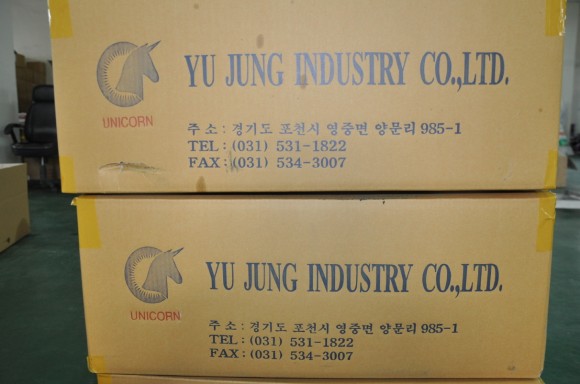 YU JUNG INDUSTRY CO.,LTD.
UNICORN
주 소 : 경기도 포천시 영중면 양문리 985-1
TEL : (031) 531-1822
FAX : (031) 534-3007
YU JUNG INDUSTRY CO.,LTD.
UNICORN
주 소 : 경기도 포천시 영중면 양문리 985-1
TEL : (031) 531-1822
FAX : (031) 534-3007